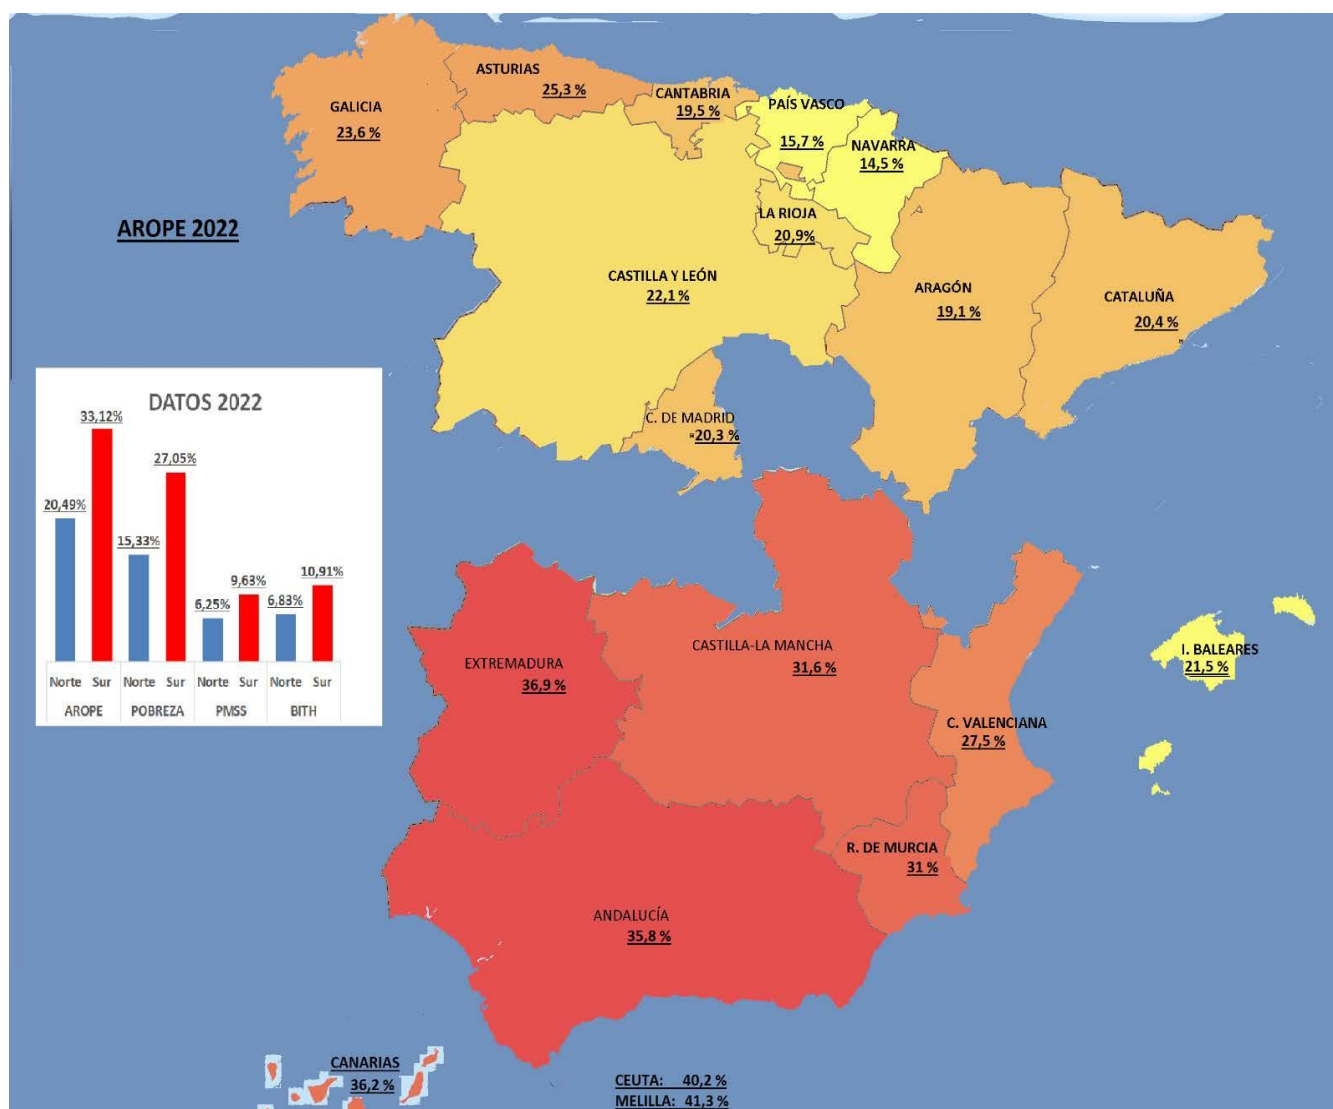 ASTURIAS
25,3 %
CANTABRIA
19,5 %
PAÍS VASCO
15,7 %
GALICIA
23,6 %
NAVARRA
14,5 %
AROPE 2022
LA RIOJA
20,9%
CASTILLA Y LEÓN
22,1 %
ARAGÓN
19,1 %
CATALUÑA
20,4 %
C. DE MADRID
20,3 %
DATOS 2022
33,12%
27,05%
20,49%
15,33%
6,25%
9,63%
6,83%
10,91%
Norte Sur Norte Sur Norte Sur Norte Sur
AROPE POBREZA PMSS BITH
EXTREMADURA
36,9 %
CASTILLA-LA MANCHA
31,6 %
I. BALEARES
21,5 %
C. VALENCIANA
27,5 %
R. DE MURCIA
31 %
ANDALUCÍA
35,8 %
CANARIAS
36,2 %
CEUTA: 40,2 %
MELILLA: 41,3 %